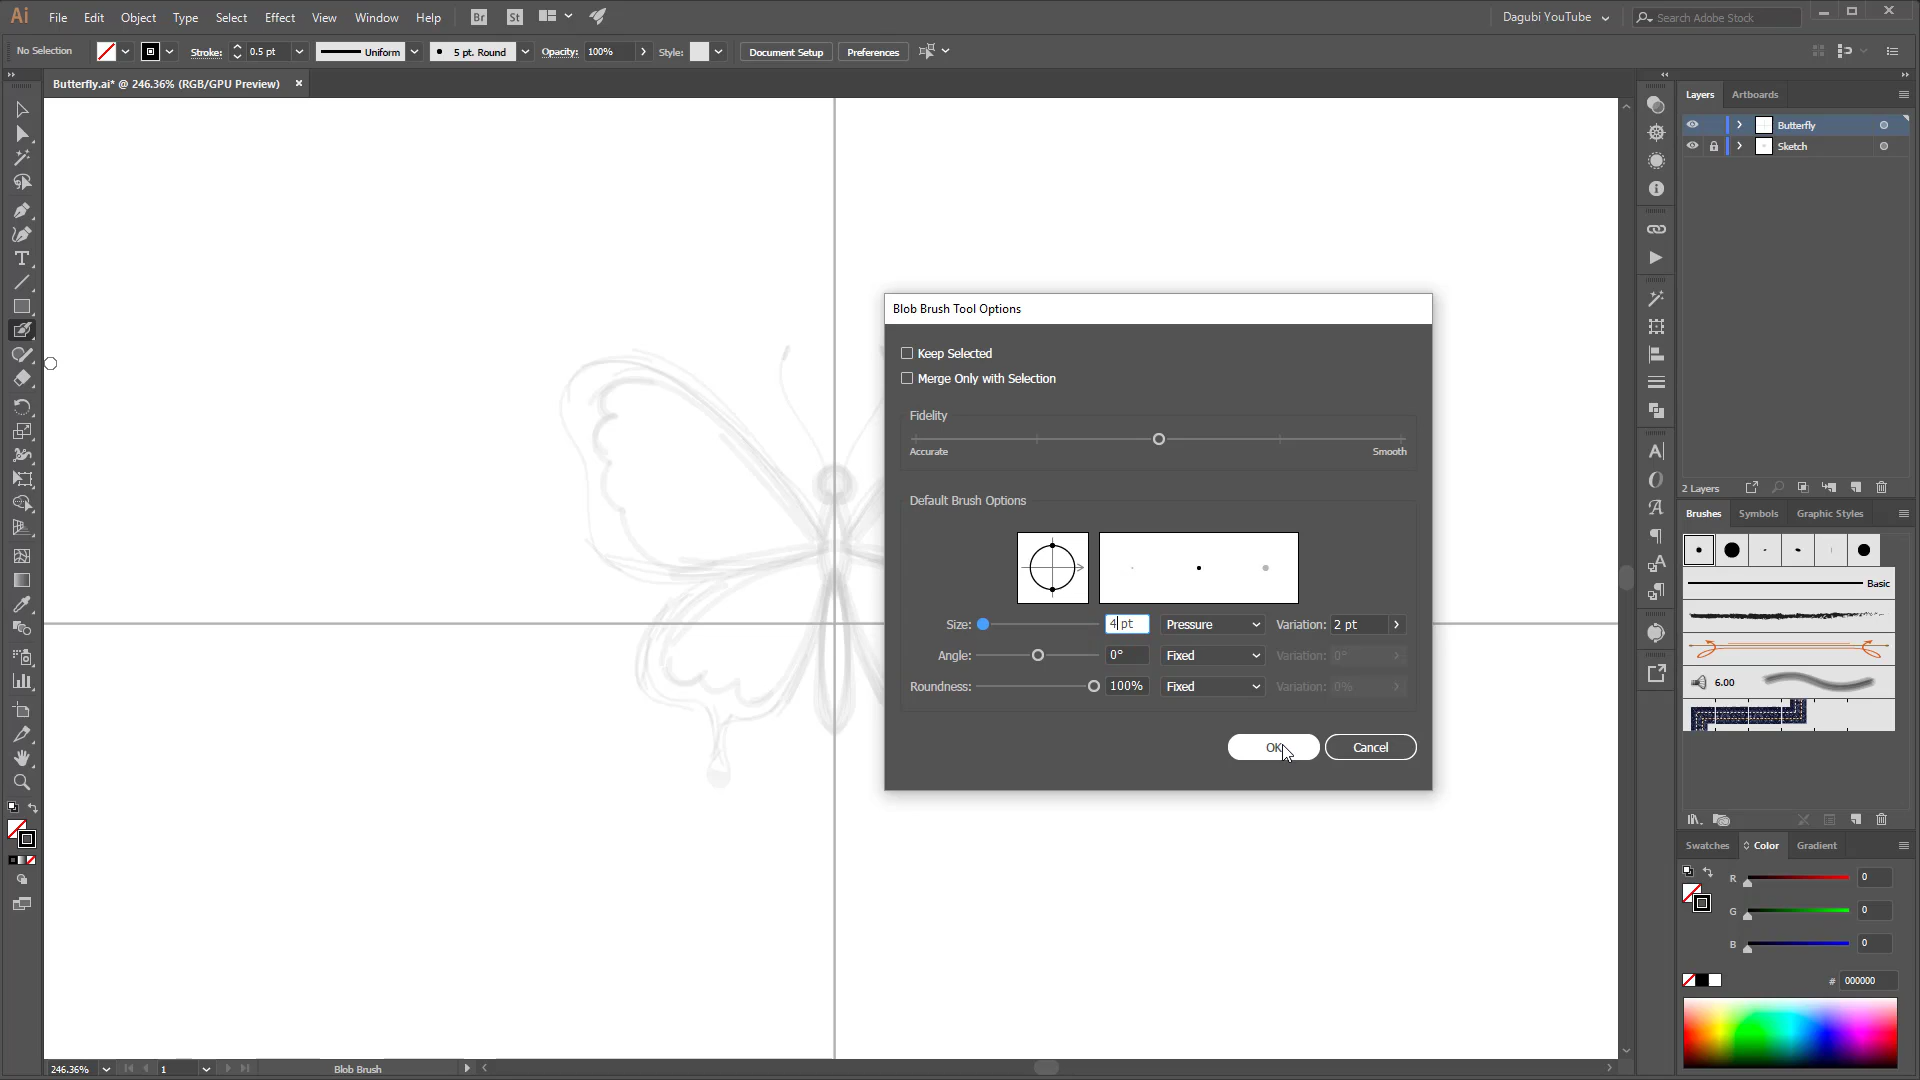 Ai File Edit Object Type Select Effect View Window Help Br St Dagubi YouTube Search Adobe Stock
No Selection Stroke: 0.5 pt Uniform 5 pt. Round Opacity: 100% Style: Document Setup Preferences
Butterfly.ai* @ 246.36% (RGB/GPU Preview)
Layers Artboards
Butterfly
Sketch
Blob Brush Tool Options
Keep Selected
Merge Only with Selection
Fidelity
Accurate Smooth
Default Brush Options
Size: 4 pt Pressure Variation: 2 pt
Angle: 0° Fixed Variation: 0°
Roundness: 100% Fixed Variation: 0%
OK Cancel
2 Layers
Brushes Symbols Graphic Styles
Basic
6.00
Swatches Color Gradient
R 0
G 0
B 0
# 000000
246.36% 1 Blob Brush